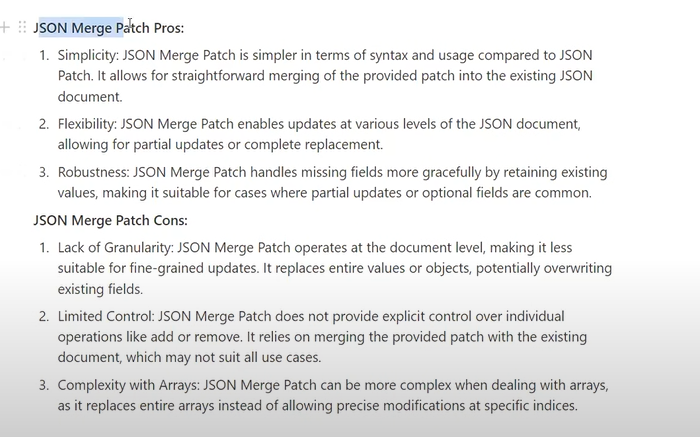 JSON Merge Patch Pros:
1. Simplicity: JSON Merge Patch is simpler in terms of syntax and usage compared to JSON
Patch. It allows for straightforward merging of the provided patch into the existing JSON
document.
2. Flexibility: JSON Merge Patch enables updates at various levels of the JSON document,
allowing for partial updates or complete replacement.
3. Robustness: JSON Merge Patch handles missing fields more gracefully by retaining existing
values, making it suitable for cases where partial updates or optional fields are common.
JSON Merge Patch Cons:
1. Lack of Granularity: JSON Merge Patch operates at the document level, making it less
suitable for fine-grained updates. It replaces entire values or objects, potentially overwriting
existing fields.
2. Limited Control: JSON Merge Patch does not provide explicit control over individual
operations like add or remove. It relies on merging the provided patch with the existing
document, which may not suit all use cases.
3. Complexity with Arrays: JSON Merge Patch can be more complex when dealing with arrays,
as it replaces entire arrays instead of allowing precise modifications at specific indices.